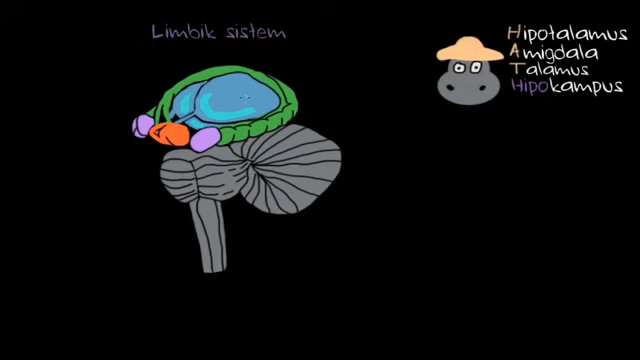 Limbik sistem
Hipotalamus
Amigdala
Talamus
Hipokampus